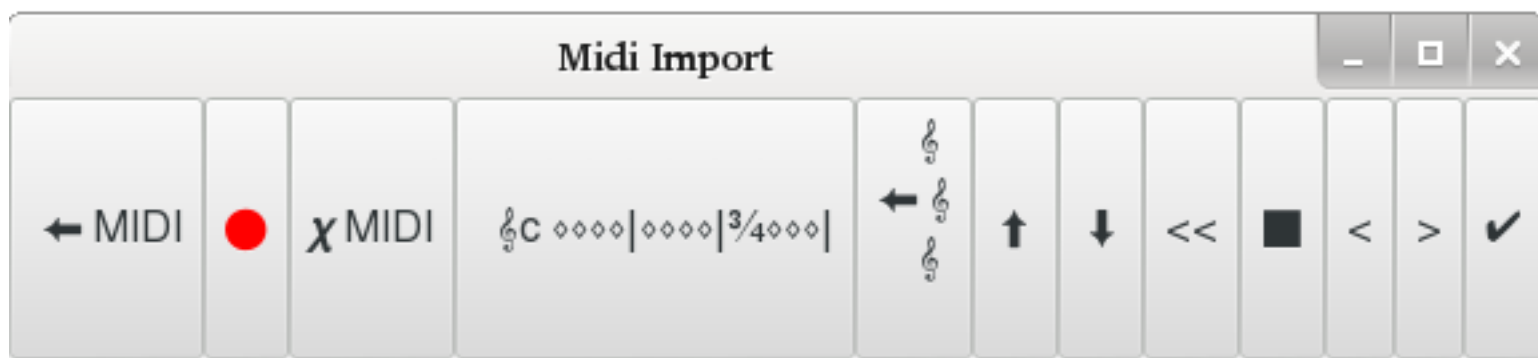 Midi Import
← MIDI ● χ MIDI 𝄞c ⋄⋄⋄⋄|⋄⋄⋄⋄|¾⋄⋄⋄| 𝄞 ← 𝄞 𝄞 ⬆ ⬇ << ■ < > ✔